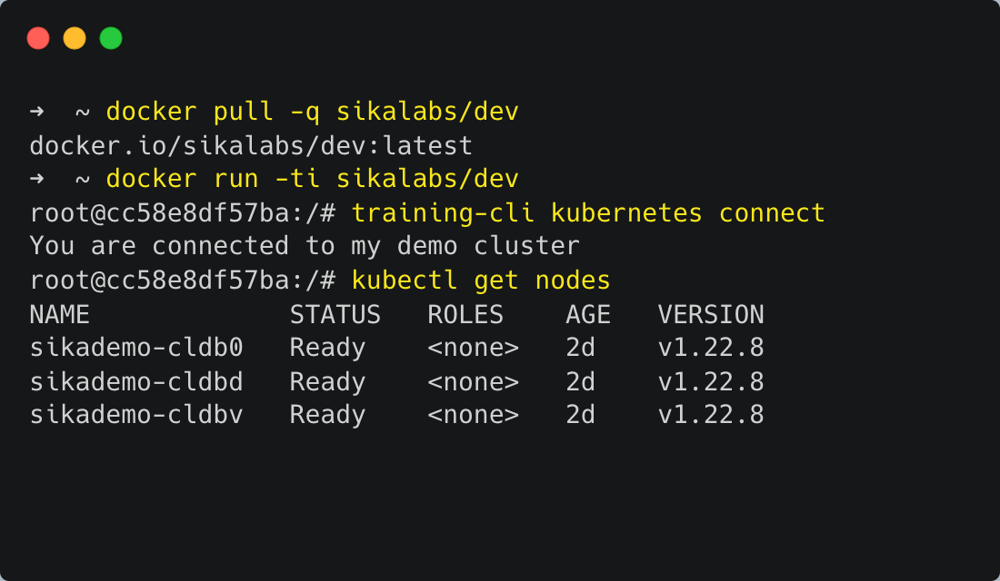 ➜  ~ docker pull -q sikalabs/dev
docker.io/sikalabs/dev:latest
➜  ~ docker run -ti sikalabs/dev
root@cc58e8df57ba:/# training-cli kubernetes connect
You are connected to my demo cluster
root@cc58e8df57ba:/# kubectl get nodes
NAME             STATUS   ROLES    AGE   VERSION
sikademo-cldb0   Ready    <none>   2d    v1.22.8
sikademo-cldbd   Ready    <none>   2d    v1.22.8
sikademo-cldbv   Ready    <none>   2d    v1.22.8